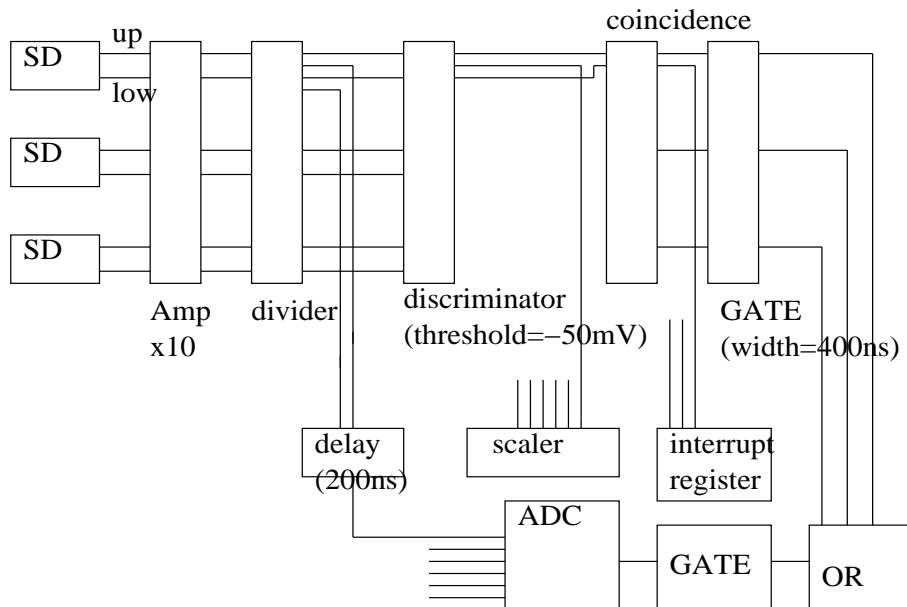 coincidence
up
SD
low
SD
SD
Amp
x10
divider
discriminator
(threshold=−50mV)
GATE
(width=400ns)
delay
(200ns)
scaler
interrupt
register
ADC
GATE
OR